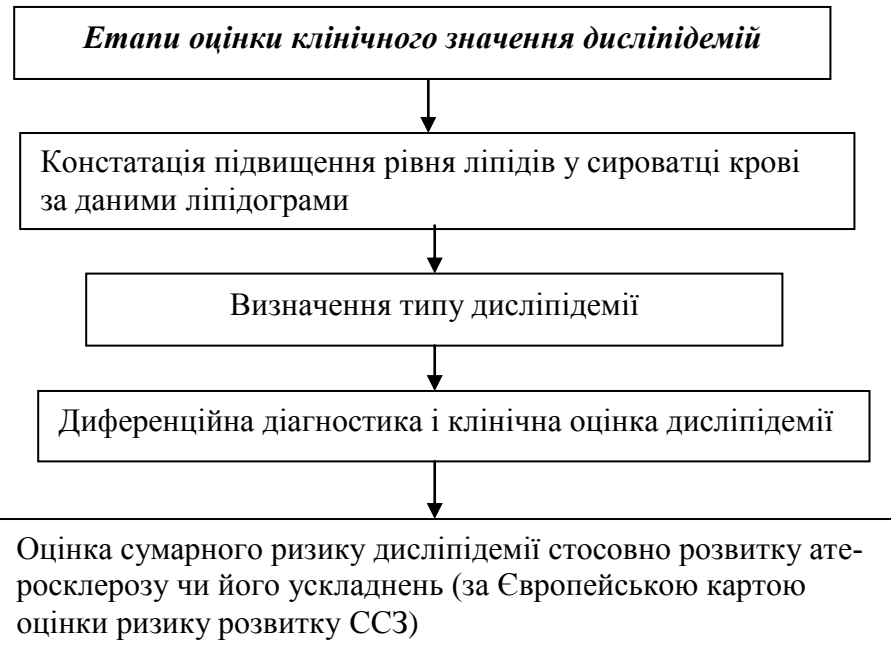 Етапи оцінки клінічного значення дисліпідемій
Констатація підвищення рівня ліпідів у сироватці крові
за даними ліпідограми
Визначення типу дисліпідемії
Диференційна діагностика і клінічна оцінка дисліпідемії
Оцінка сумарного ризику дисліпідемії стосовно розвитку ате-
росклерозу чи його ускладнень (за Європейською картою
оцінки ризику розвитку ССЗ)